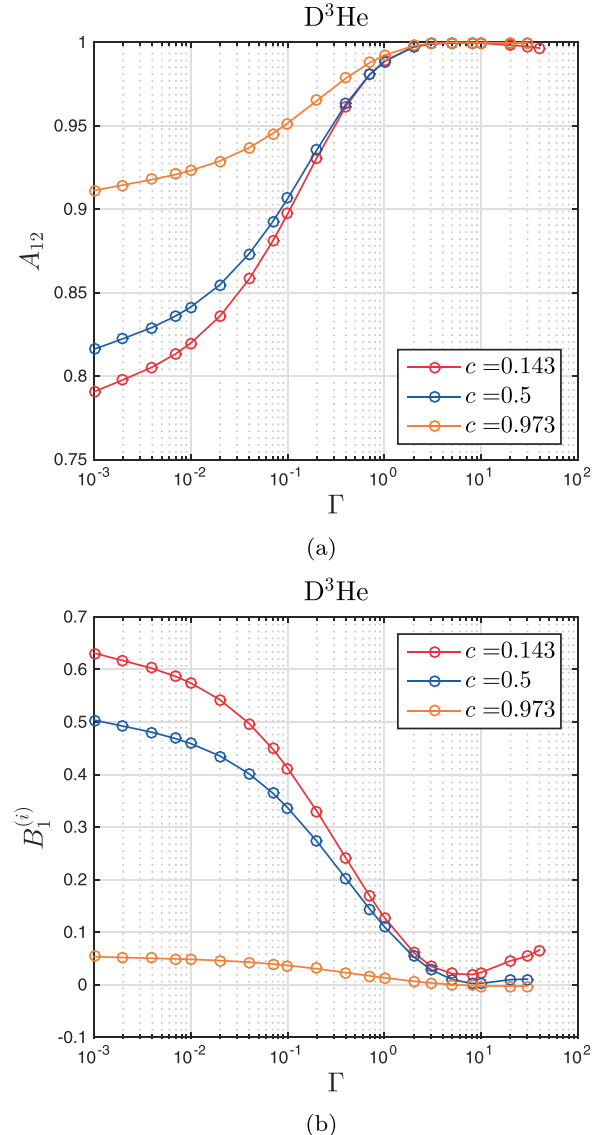 D³He
1
0.95
0.9
0.85
0.8
0.75
A₁₂
c =0.143
c =0.5
c =0.973
10⁻³ 10⁻² 10⁻¹ 10⁰ 10¹ 10²
Γ
(a)
D³He
0.7
0.6
0.5
0.4
0.3
0.2
0.1
0
-0.1
B₁⁽ⁱ⁾
c =0.143
c =0.5
c =0.973
10⁻³ 10⁻² 10⁻¹ 10⁰ 10¹ 10²
Γ
(b)